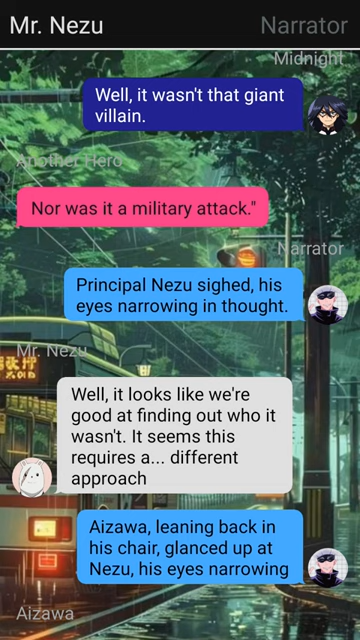 Mr. Nezu
Narrator
Midnight
Well, it wasn't that giant
villain.
Another Hero
Nor was it a military attack."
Narrator
Principal Nezu sighed, his
eyes narrowing in thought.
Mr. Nezu
Well, it looks like we're
good at finding out who it
wasn't. It seems this
requires a... different
approach
Aizawa, leaning back in
his chair, glanced up at
Nezu, his eyes narrowing
Aizawa